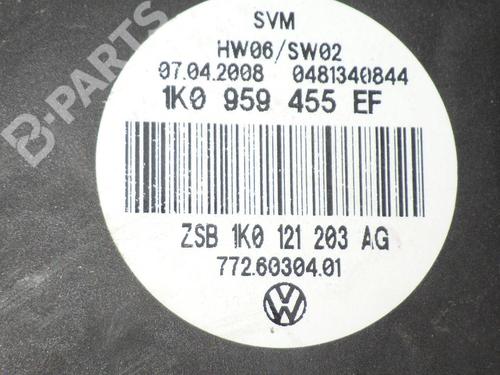 SVM
HW06/SW02
07.04.2008 0481340844
1K0 959 455 EF
ZSB 1K0 121 203 AG
772.60304.01
B-PARTS
B-PARTS